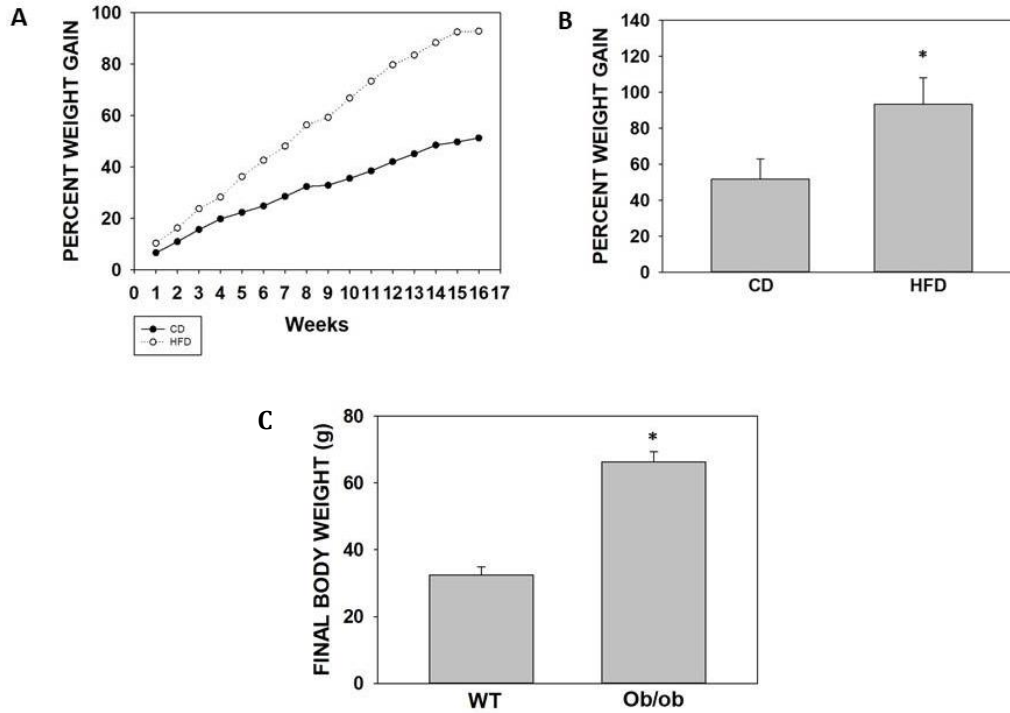 A
PERCENT WEIGHT GAIN
100
80
60
40
20
0
0 1 2 3 4 5 6 7 8 9 10 11 12 13 14 15 16 17
Weeks
CD
HFD
B
PERCENT WEIGHT GAIN
140
120
100
80
60
40
20
0
*
CD HFD
C
FINAL BODY WEIGHT (g)
80
60
40
20
0
*
WT Ob/ob